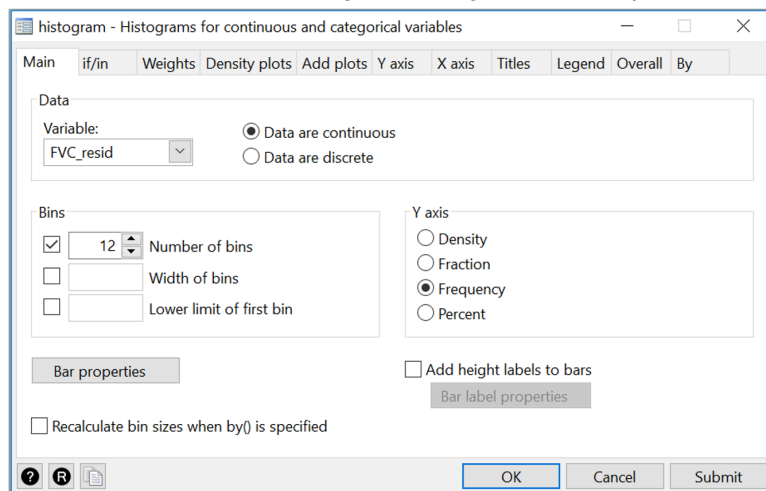 histogram - Histograms for continuous and categorical variables
Main if/in Weights Density plots Add plots Y axis X axis Titles Legend Overall By
Data
Variable:
FVC_resid
Data are continuous
Data are discrete
Bins
12 Number of bins
Width of bins
Lower limit of first bin
Y axis
Density
Fraction
Frequency
Percent
Bar properties
Add height labels to bars
Bar label properties
Recalculate bin sizes when by() is specified
? R
OK Cancel Submit